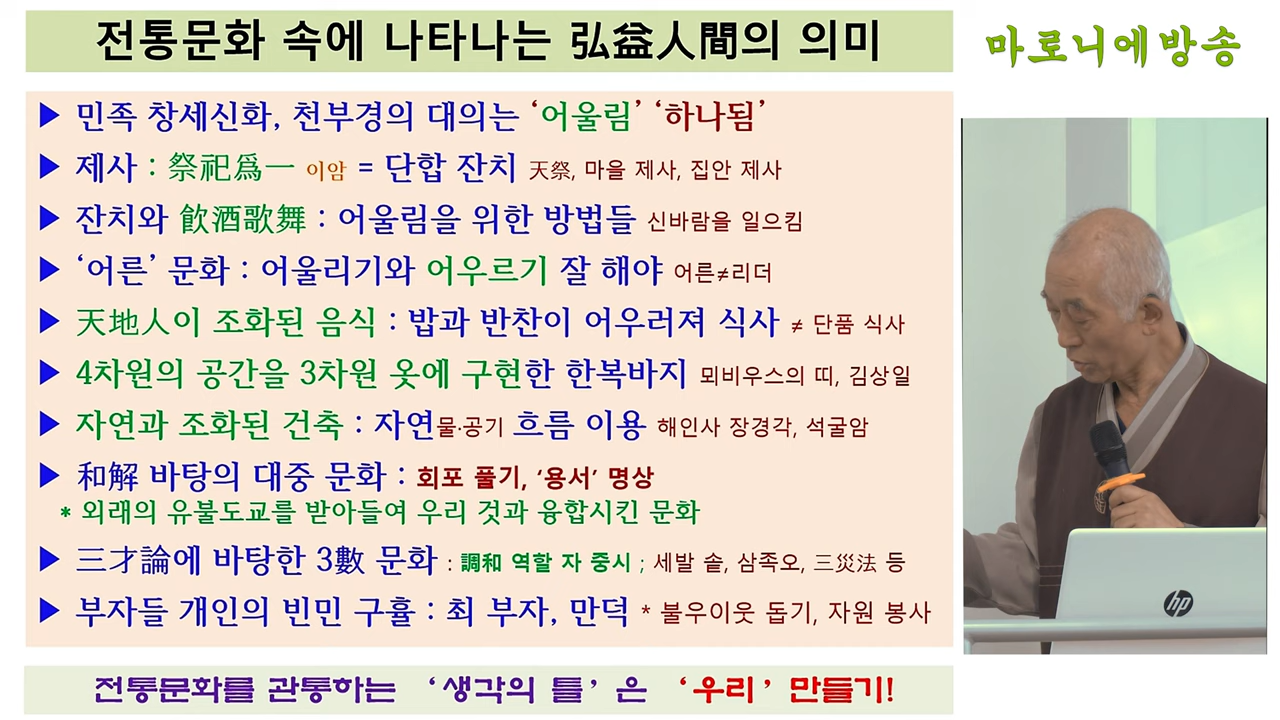 전통문화 속에 나타나는 弘益人間의 의미
마로니에방송
▶ 민족 창세신화, 천부경의 대의는 ‘어울림’ ‘하나됨’
▶ 제사 : 祭祀爲一 이암 = 단합 잔치 天祭, 마을 제사, 집안 제사
▶ 잔치와 飮酒歌舞 : 어울림을 위한 방법들 신바람을 일으킴
▶ ‘어른’ 문화 : 어울리기와 어우르기 잘 해야 어른≠리더
▶ 天地人이 조화된 음식 : 밥과 반찬이 어우러져 식사 ≠ 단품 식사
▶ 4차원의 공간을 3차원 옷에 구현한 한복바지 뫼비우스의 띠, 김상일
▶ 자연과 조화된 건축 : 자연물·공기 흐름 이용 해인사 장경각, 석굴암
▶ 和解 바탕의 대중 문화 : 회포 풀기, ‘용서’ 명상
* 외래의 유불도교를 받아들여 우리 것과 융합시킨 문화
▶ 三才論에 바탕한 3數 문화 : 調和 역할 자 중시 ; 세발 솥, 삼족오, 三災法 등
▶ 부자들 개인의 빈민 구휼 : 최 부자, 만덕 * 불우이웃 돕기, 자원 봉사
전통문화를 관통하는 ‘생각의 틀’은 ‘우리’ 만들기!
hp